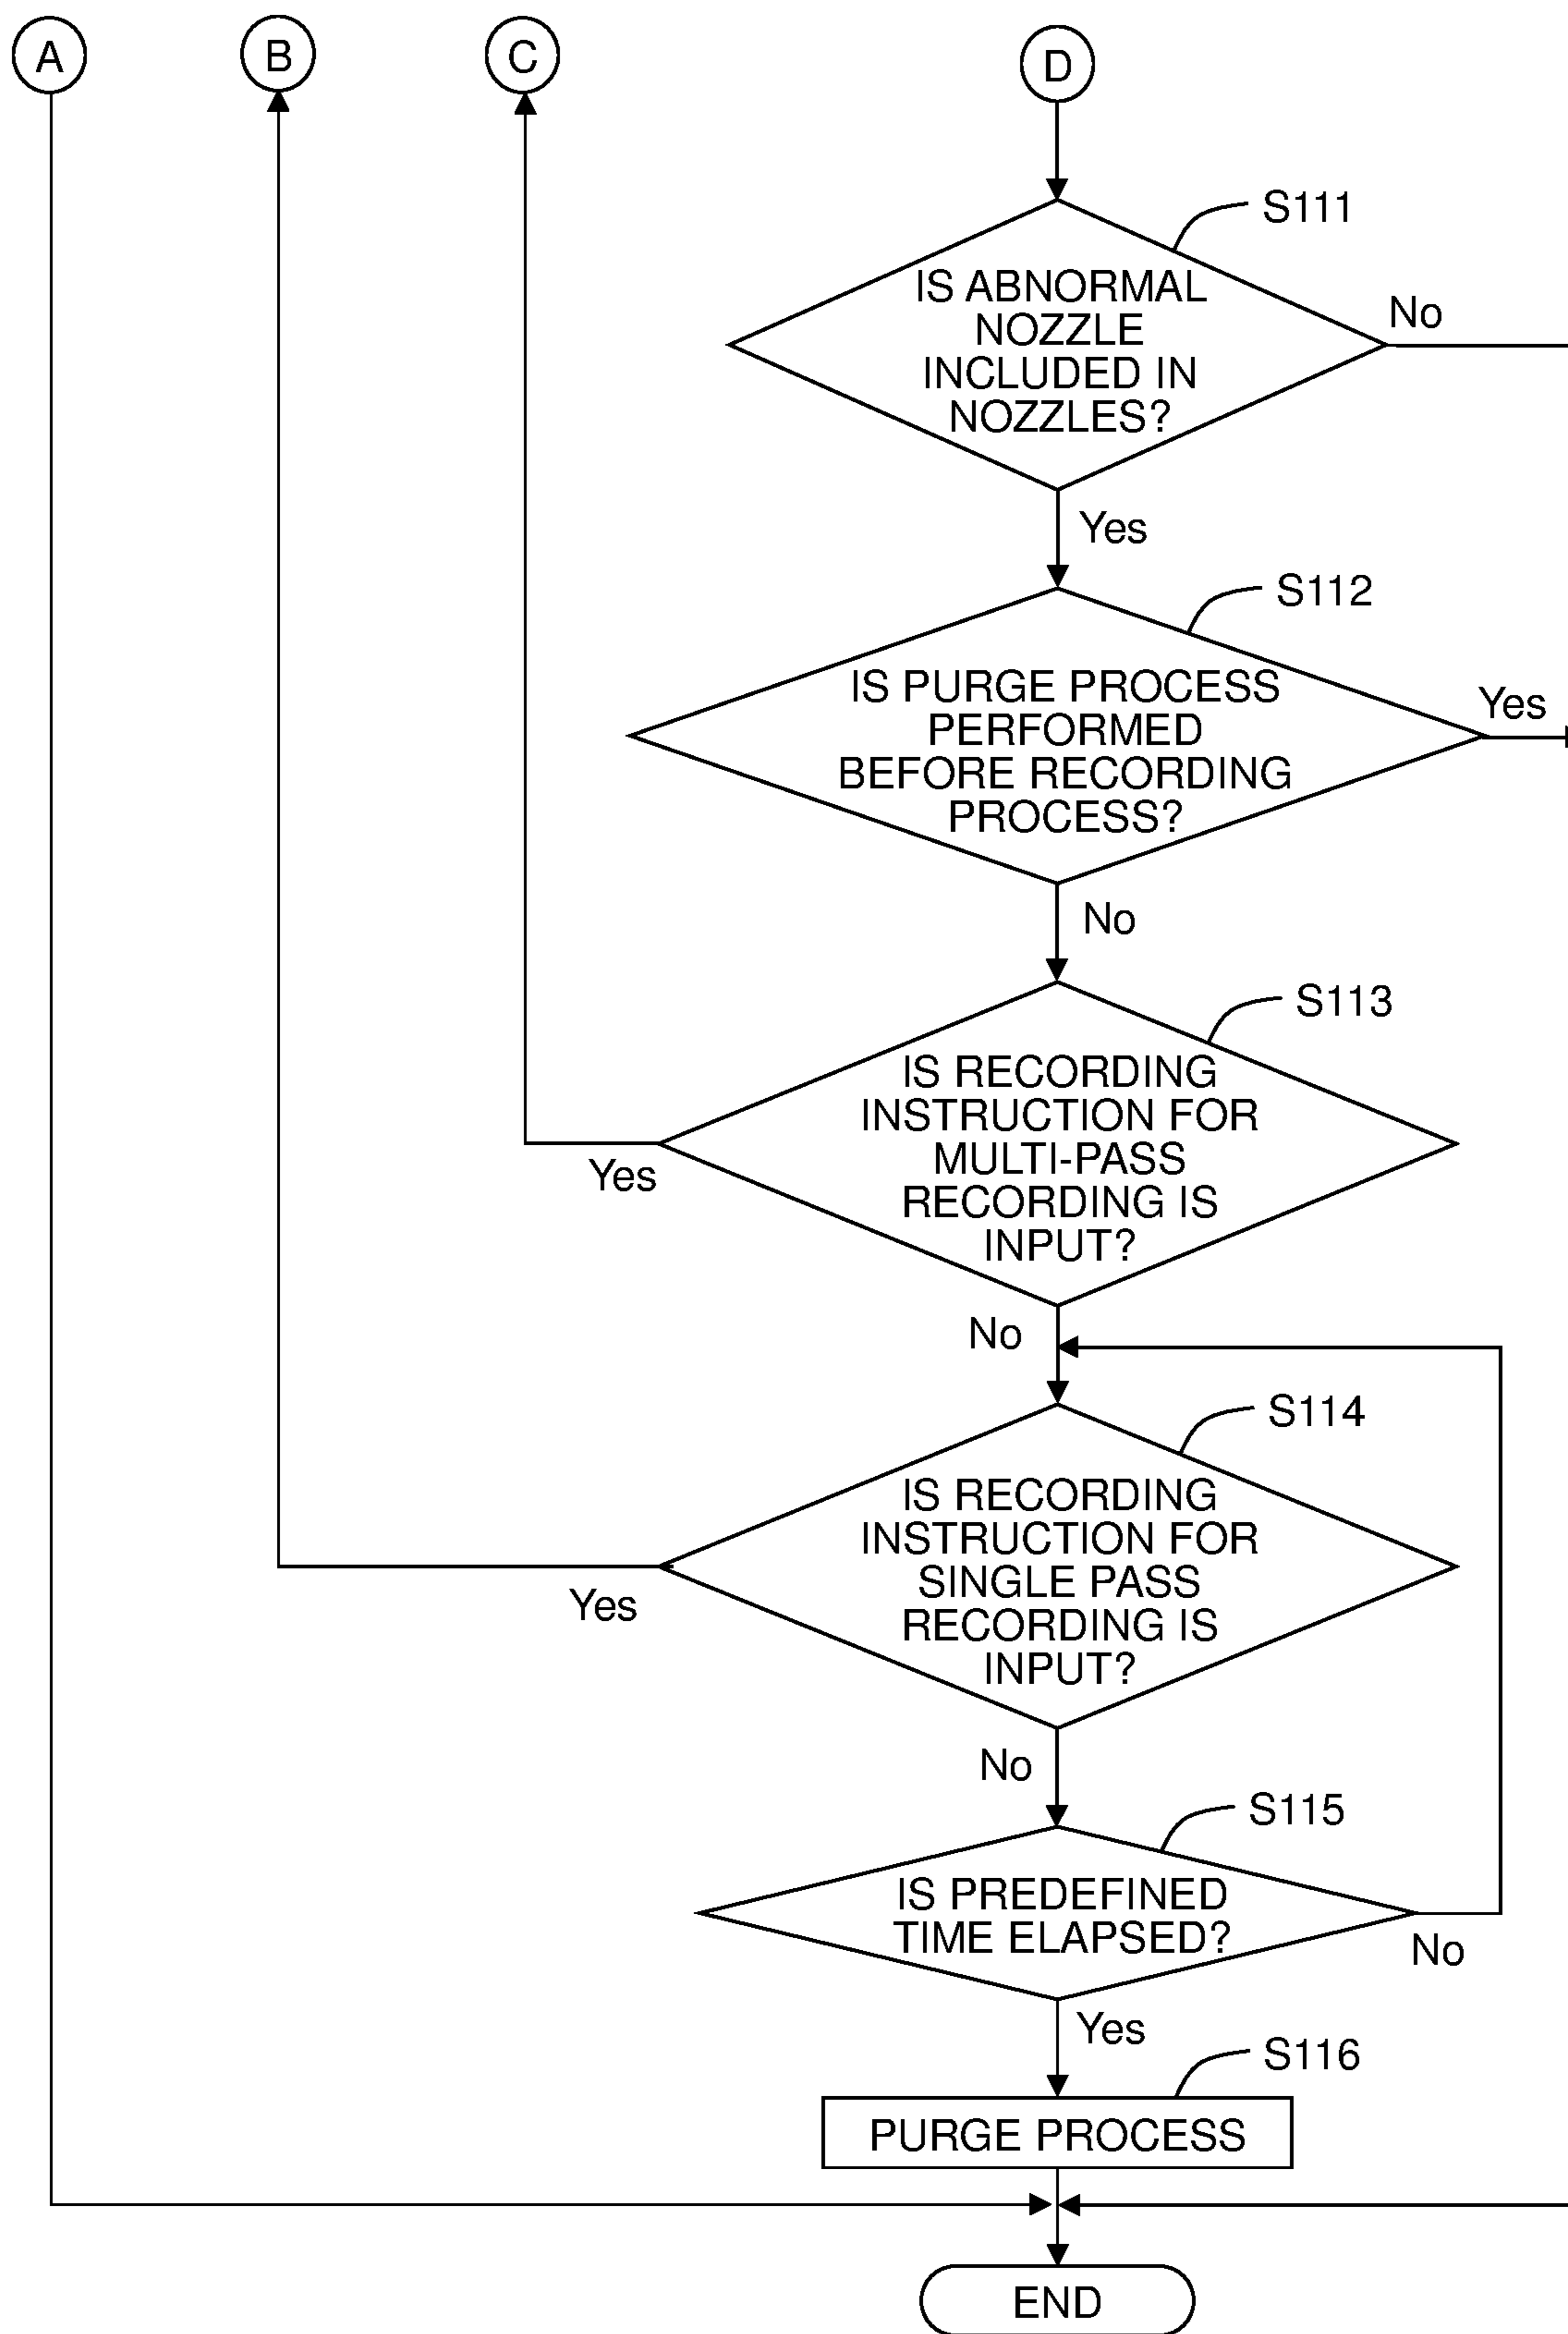 A
B
C
D
S111
IS ABNORMAL
NOZZLE
INCLUDED IN
NOZZLES?
No
Yes
S112
IS PURGE PROCESS
PERFORMED
BEFORE RECORDING
PROCESS?
Yes
No
S113
IS RECORDING
INSTRUCTION FOR
MULTI-PASS
RECORDING IS
INPUT?
Yes
No
S114
IS RECORDING
INSTRUCTION FOR
SINGLE PASS
RECORDING IS
INPUT?
Yes
No
S115
IS PREDEFINED
TIME ELAPSED?
No
Yes
S116
PURGE PROCESS
END